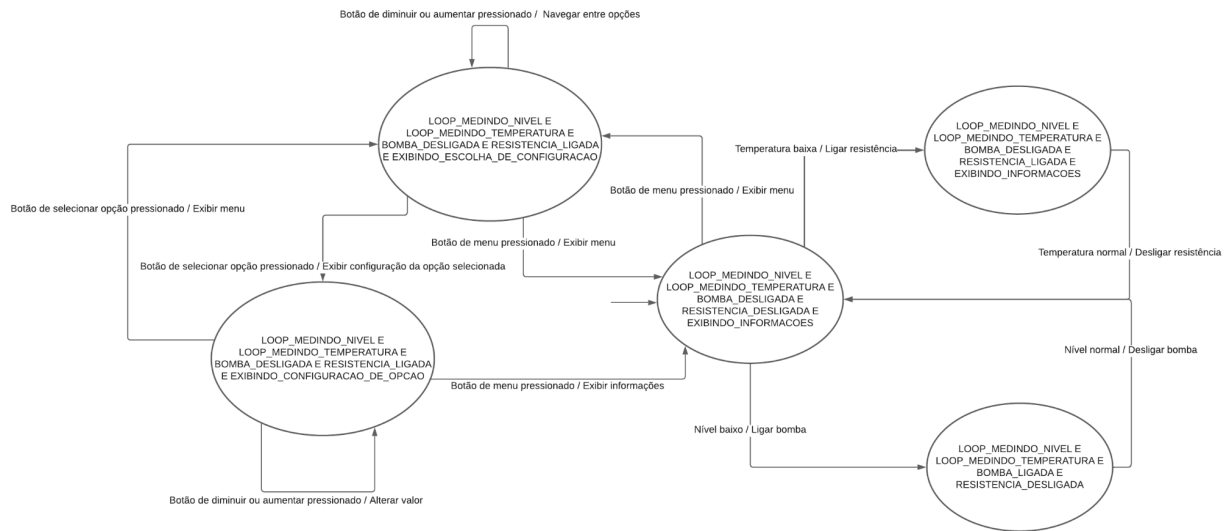 Botão de diminuir ou aumentar pressionado / Navegar entre opções
LOOP_MEDINDO_NIVEL E
LOOP_MEDINDO_TEMPERATURA E
BOMBA_DESLIGADA E RESISTENCIA_LIGADA
E EXIBINDO_ESCOLHA_DE_CONFIGURACAO
LOOP_MEDINDO_NIVEL E
LOOP_MEDINDO_TEMPERATURA E
BOMBA_DESLIGADA E
RESISTENCIA_LIGADA E
EXIBINDO_INFORMACOES
Temperatura baixa / Ligar resistência
Botão de menu pressionado / Exibir menu
Botão de selecionar opção pressionado / Exibir menu
Botão de menu pressionado / Exibir menu
Temperatura normal / Desligar resistência
Botão de selecionar opção pressionado / Exibir configuração da opção selecionada
LOOP_MEDINDO_NIVEL E
LOOP_MEDINDO_TEMPERATURA E
BOMBA_DESLIGADA E
RESISTENCIA_DESLIGADA E
EXIBINDO_INFORMACOES
LOOP_MEDINDO_NIVEL E
LOOP_MEDINDO_TEMPERATURA E
BOMBA_DESLIGADA E RESISTENCIA_LIGADA
E EXIBINDO_CONFIGURACAO_DE_OPCAO
Nível normal / Desligar bomba
Botão de menu pressionado / Exibir informações
Nível baixo / Ligar bomba
LOOP_MEDINDO_NIVEL E
LOOP_MEDINDO_TEMPERATURA E
BOMBA_LIGADA E
RESISTENCIA_DESLIGADA
Botão de diminuir ou aumentar pressionado / Alterar valor